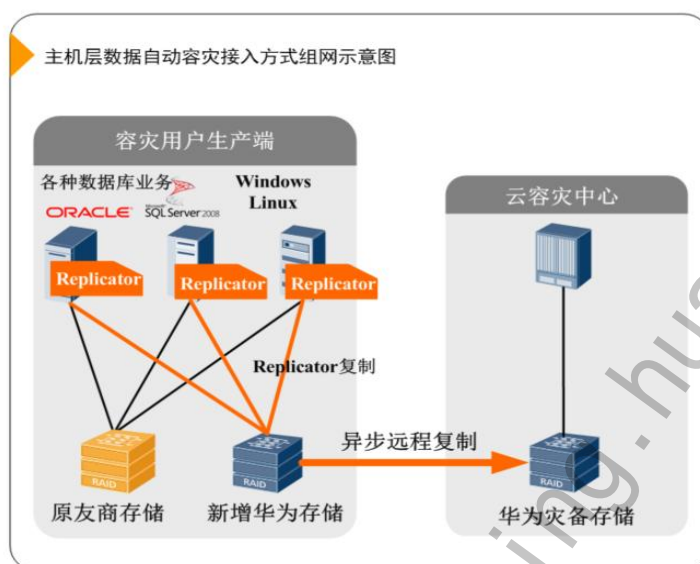 主机层数据自动容灾接入方式组网示意图
容灾用户生产端
各种数据库业务
Windows
Linux
ORACLE
Microsoft
SQL Server 2008
Replicator
Replicator
Replicator
Replicator复制
RAID
RAID
原友商存储
新增华为存储
异步远程复制
云容灾中心
RAID
华为灾备存储
ing.hua